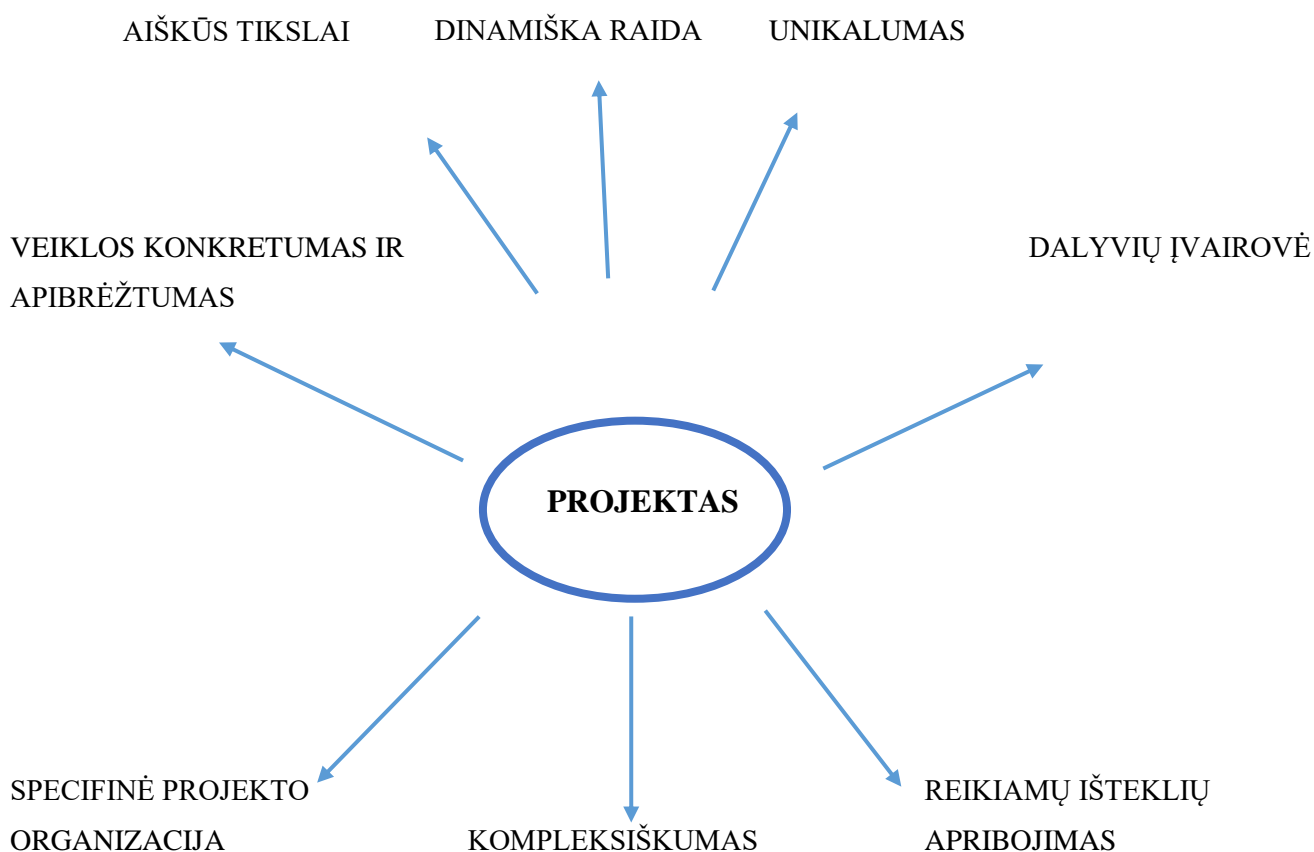 AIŠKŪS TIKSLAI
DINAMIŠKA RAIDA
UNIKALUMAS
VEIKLOS KONKRETUMAS IR
APIBRĖŽTUMAS
DALYVIŲ ĮVAIROVĖ
PROJEKTAS
SPECIFINĖ PROJEKTO
ORGANIZACIJA
KOMPLEKSIŠKUMAS
REIKIAMŲ IŠTEKLIŲ
APRIBOJIMAS